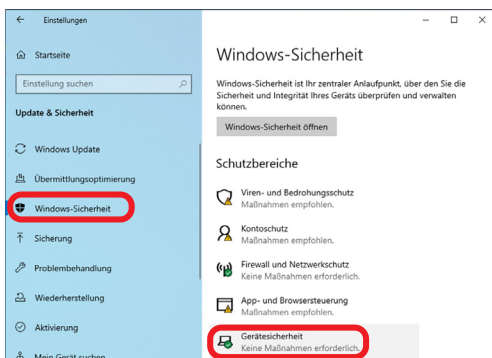 Einstellungen
Startseite
Einstellung suchen
Update & Sicherheit
Windows Update
Übermittlungsoptimierung
Windows-Sicherheit
Sicherung
Problembehandlung
Wiederherstellung
Aktivierung
Mein Gerät suchen
Windows-Sicherheit
Windows-Sicherheit ist Ihr zentraler Anlaufpunkt, über den Sie die
Sicherheit und Integrität Ihres Geräts überprüfen und verwalten
können.
Windows-Sicherheit öffnen
Schutzbereiche
Viren- und Bedrohungsschutz
Maßnahmen empfohlen.
Kontoschutz
Maßnahmen empfohlen.
Firewall und Netzwerkschutz
Keine Maßnahmen erforderlich.
App- und Browsersteuerung
Maßnahmen empfohlen.
Gerätesicherheit
Keine Maßnahmen erforderlich.